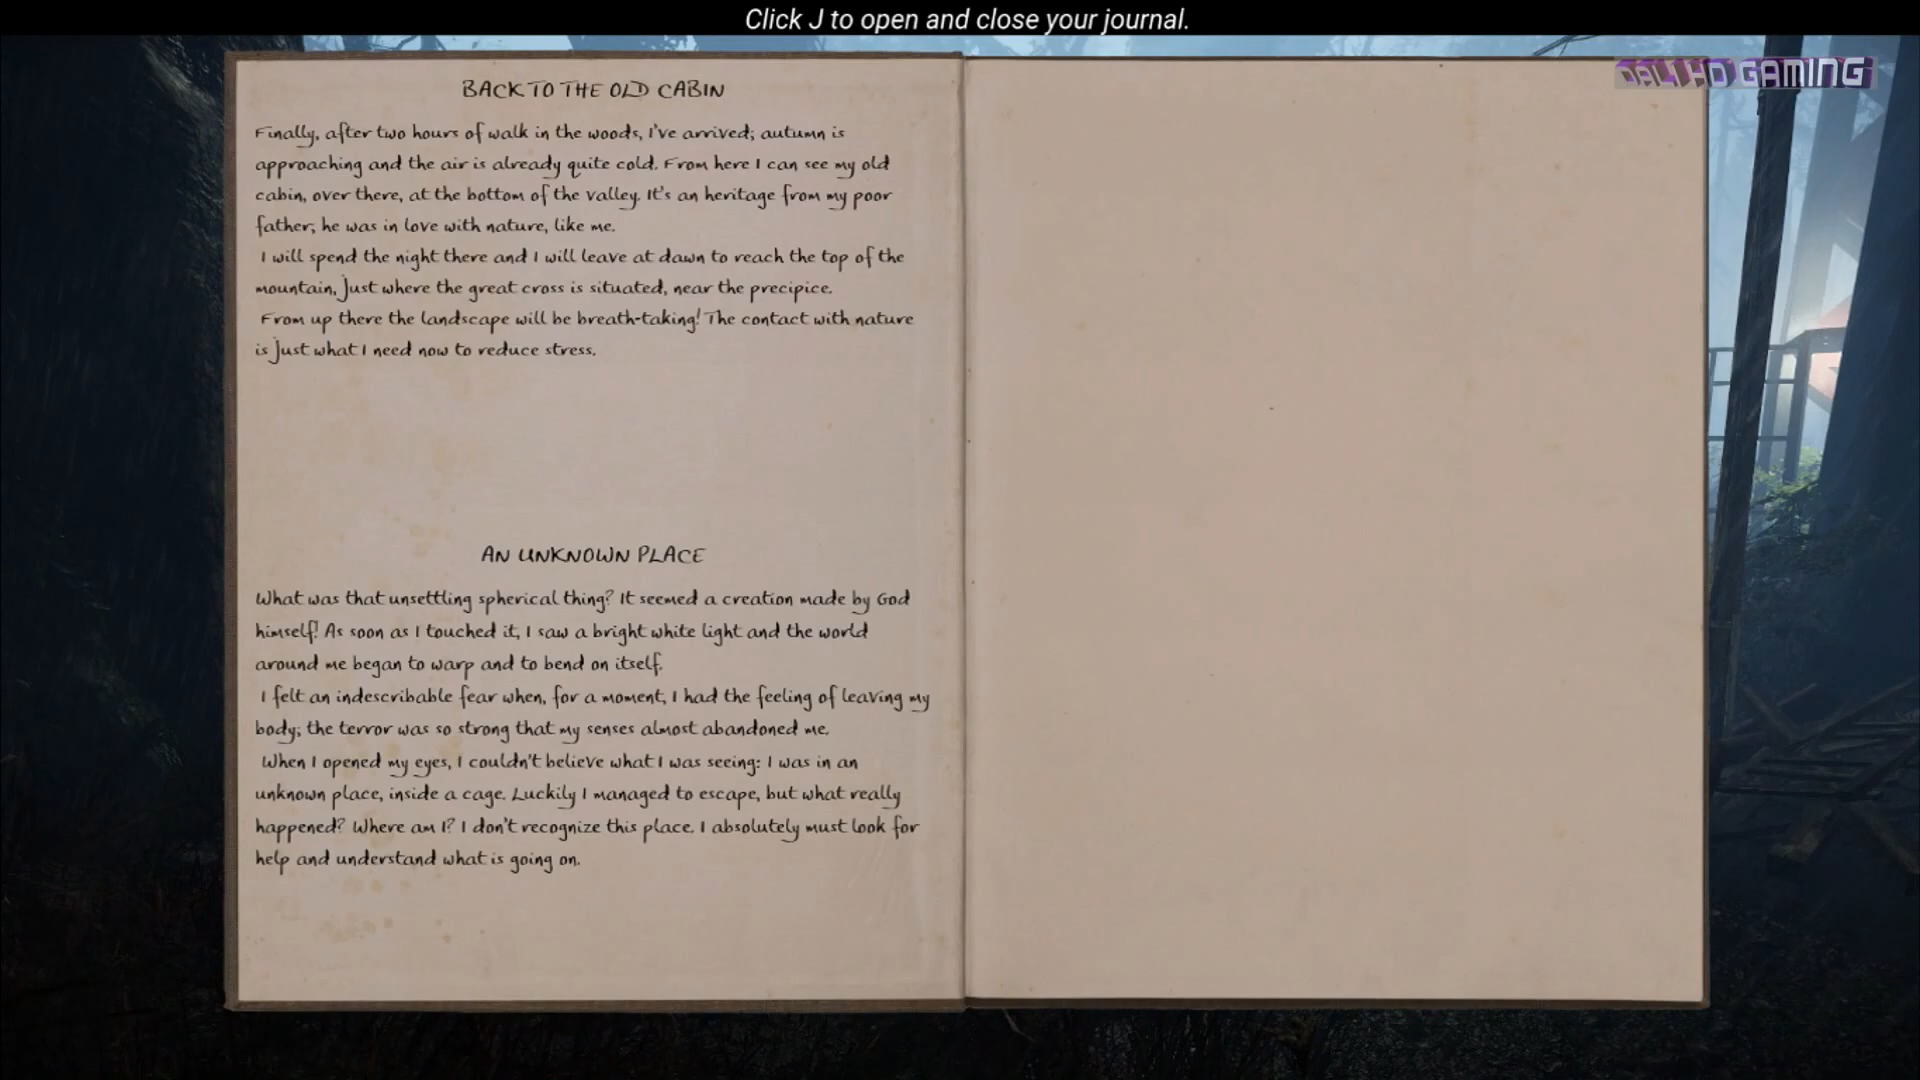 Click J to open and close your journal.
DALI HD GAMING
BACK TO THE OLD CABIN
Finally, after two hours of walk in the woods, I've arrived; autumn is
approaching and the air is already quite cold. From here I can see my old
cabin, over there, at the bottom of the valley. It's an heritage from my poor
father; he was in love with nature, like me.
I will spend the night there and I will leave at dawn to reach the top of the
mountain, just where the great cross is situated, near the precipice.
From up there the landscape will be breath-taking! The contact with nature
is just what I need now to reduce stress.
AN UNKNOWN PLACE
What was that unsettling spherical thing? It seemed a creation made by God
himself! As soon as I touched it, I saw a bright white light and the world
around me began to warp and to bend on itself.
I felt an indescribable fear when, for a moment, I had the feeling of leaving my
body; the terror was so strong that my senses almost abandoned me.
When I opened my eyes, I couldn't believe what I was seeing: I was in an
unknown place, inside a cage. Luckily I managed to escape, but what really
happened? Where am I? I don't recognize this place. I absolutely must look for
help and understand what is going on.